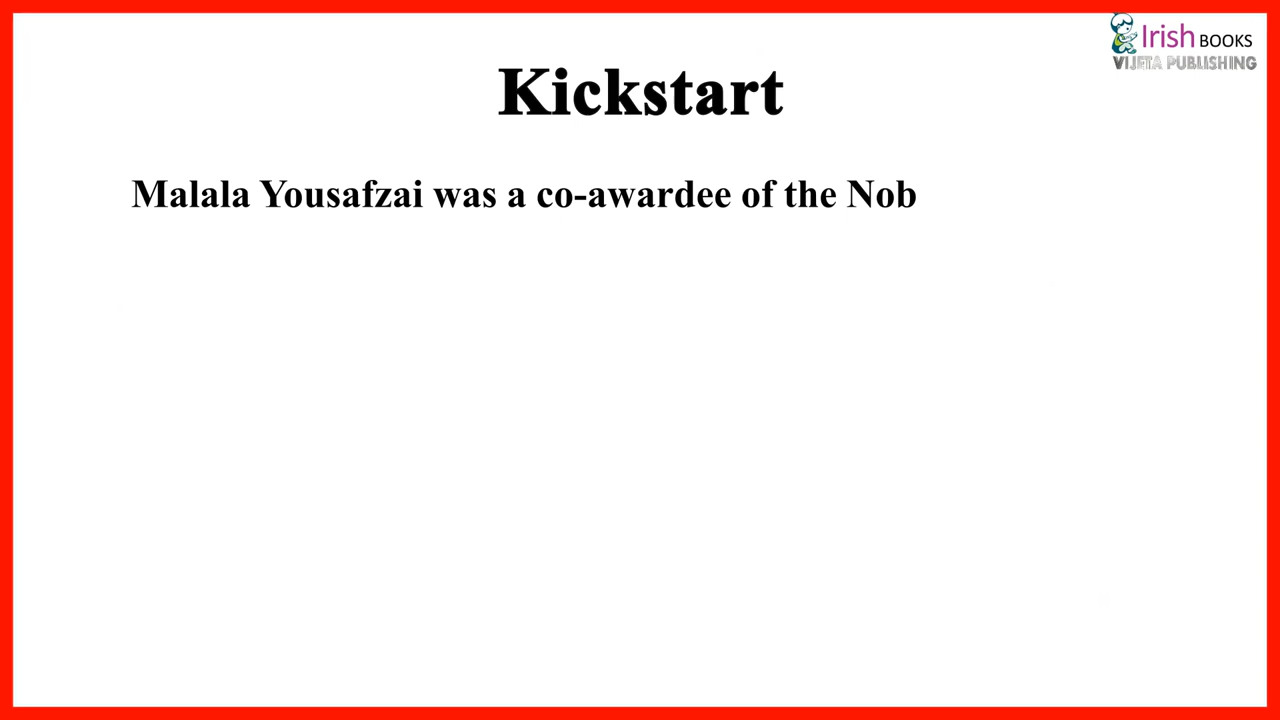 Irish BOOKS
VIJETA PUBLISHING
Kickstart
Malala Yousafzai was a co-awardee of the Nob